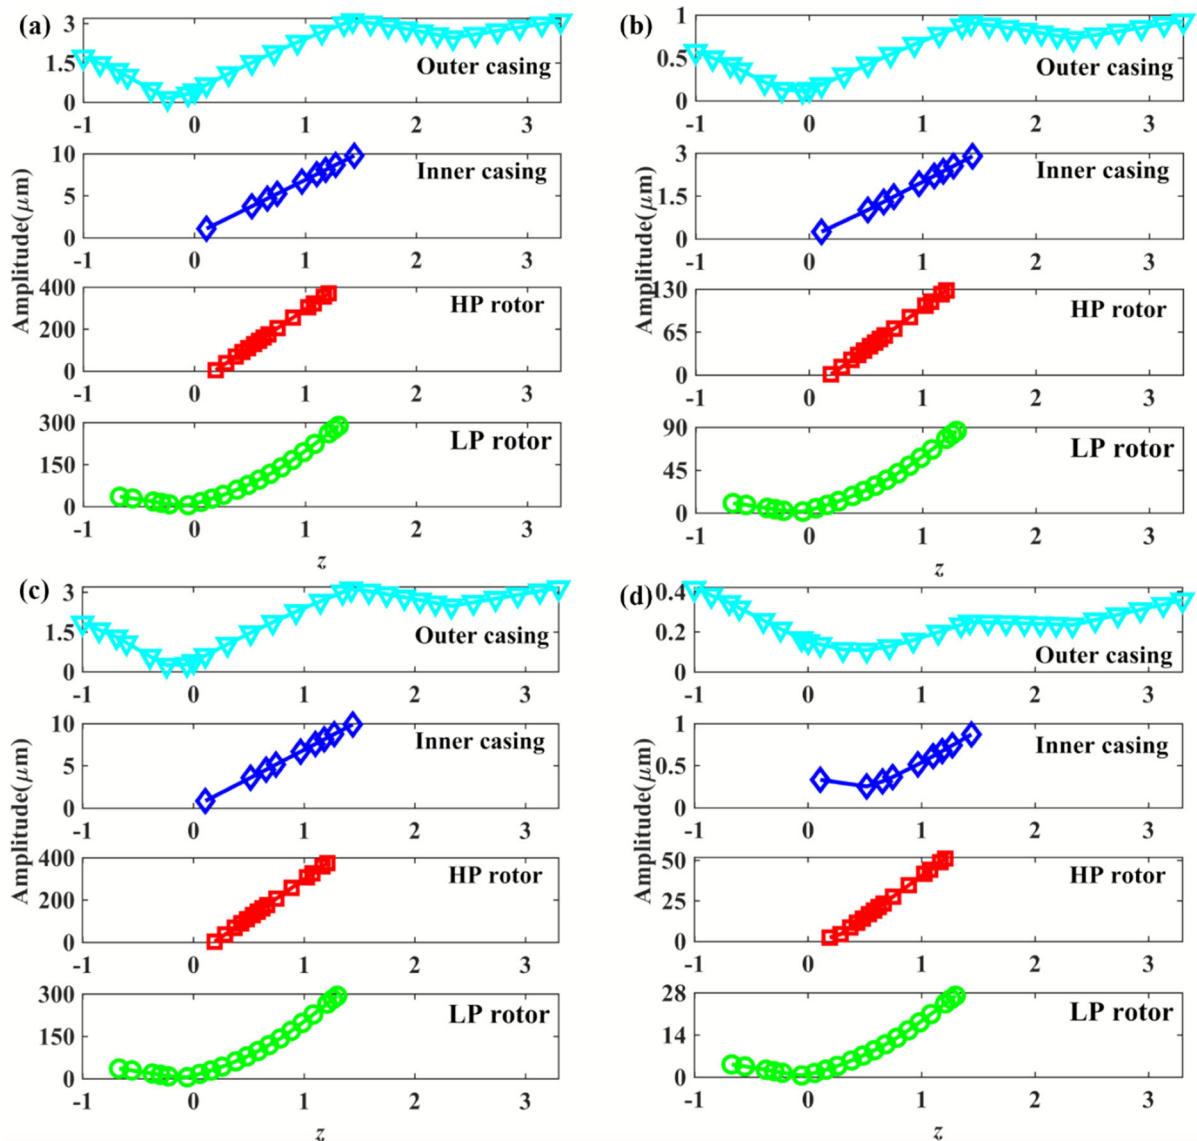 (a)
3
1.5
0
Outer casing
-1 0 1 2 3
10
5
0
Inner casing
-1 0 1 2 3
Amplitude(μm)
400
200
0
HP rotor
-1 0 1 2 3
300
150
0
LP rotor
-1 0 1 2 3
z
(b)
1
0.5
0
Outer casing
-1 0 1 2 3
3
1.5
0
Inner casing
-1 0 1 2 3
Amplitude(μm)
130
65
0
HP rotor
-1 0 1 2 3
90
45
0
LP rotor
-1 0 1 2 3
z
(c)
3
1.5
0
Outer casing
-1 0 1 2 3
10
5
0
Inner casing
-1 0 1 2 3
Amplitude(μm)
400
200
0
HP rotor
-1 0 1 2 3
300
150
0
LP rotor
-1 0 1 2 3
z
(d)
0.4
0.2
0
Outer casing
-1 0 1 2 3
1
0.5
0
Inner casing
-1 0 1 2 3
Amplitude(μm)
50
25
0
HP rotor
-1 0 1 2 3
28
14
0
LP rotor
-1 0 1 2 3
z